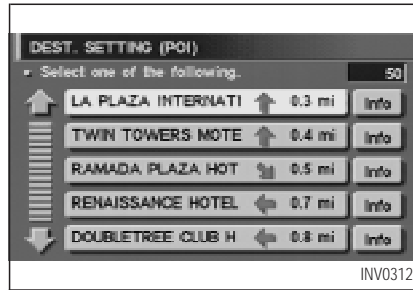 DEST. SETTING (POI)
Select one of the following. 50
LA PLAZA INTERNATI 0.3 mi Info
TWIN TOWERS MOTE 0.4 mi Info
RAMADA PLAZA HOT 0.5 mi Info
RENAISSANCE HOTEL 0.7 mi Info
DOUBLETREE CLUB H 0.8 mi Info
INV0312